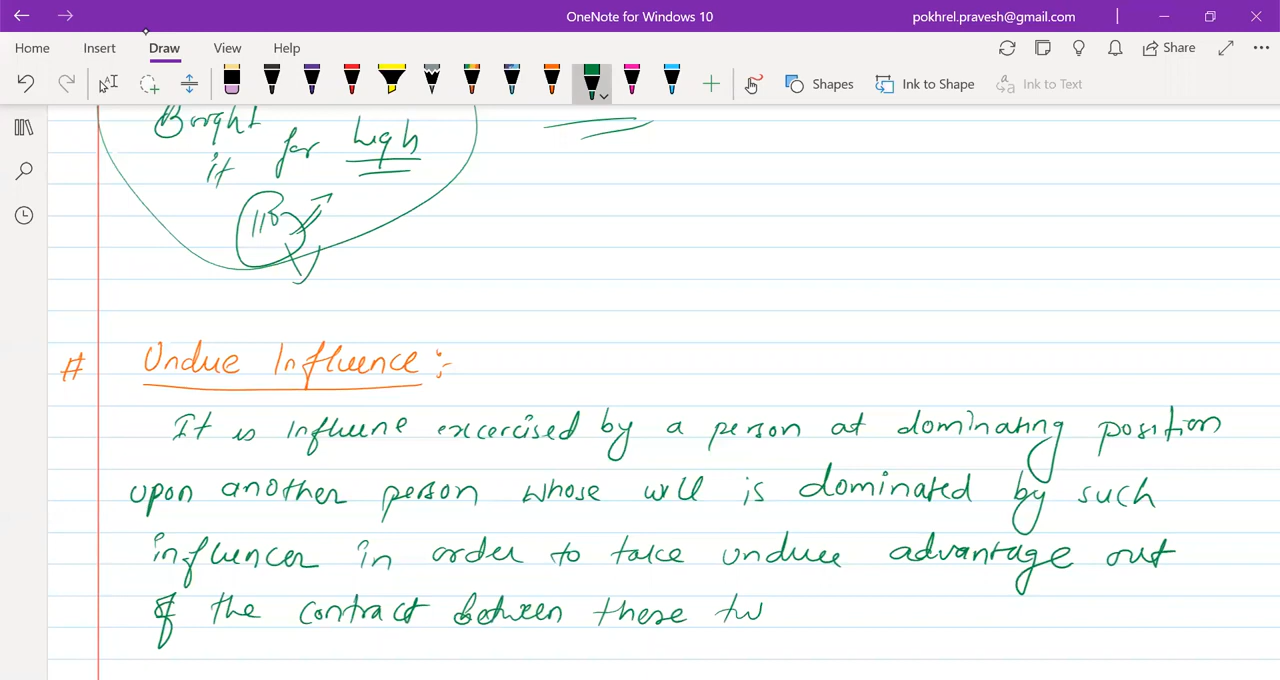 OneNote for Windows 10
pokhrel.pravesh@gmail.com
Home Insert Draw View Help
Share
Shapes Ink to Shape Ink to Text
Bought
it for high
# Undue Influence :-
It is influene excercised by a person at dominating position
upon another person whose will is dominated by such
influencer in order to take undue advantage out
of the contract between these tw